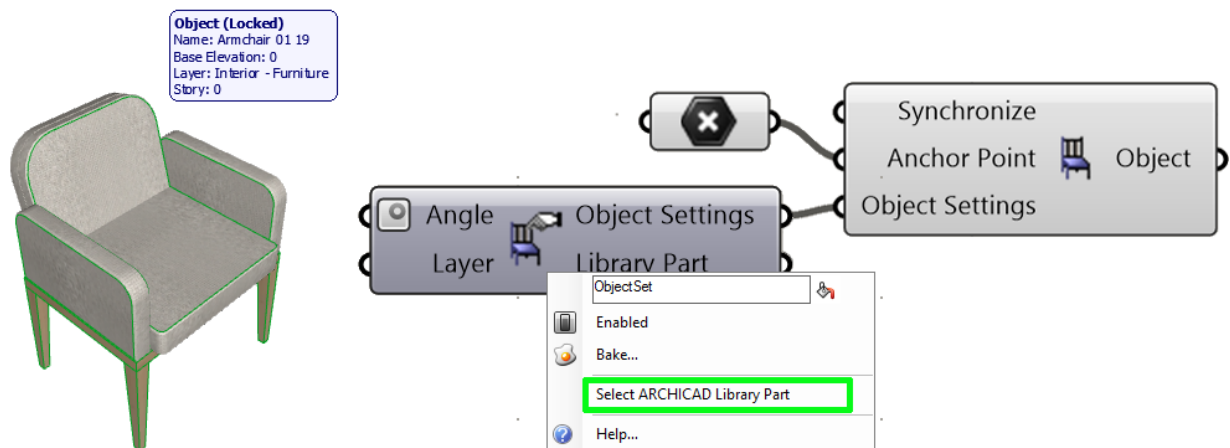 Object (Locked)
Name: Armchair 01 19
Base Elevation: 0
Layer: Interior - Furniture
Story: 0
Synchronize
Anchor Point
Object
Object Settings
Angle
Object Settings
Layer
Library Part
ObjectSet
Enabled
Bake...
Select ARCHICAD Library Part
Help...